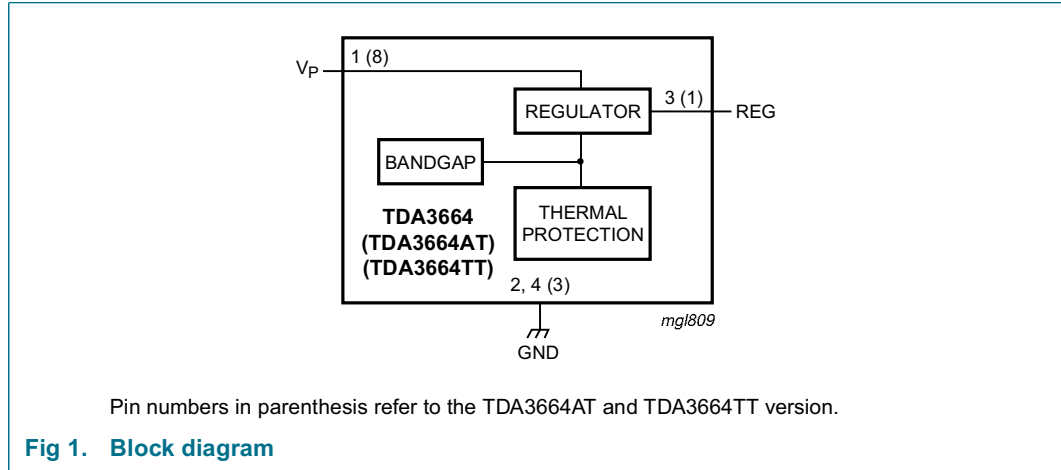 1 (8)
VP
REGULATOR
3 (1)
REG
BANDGAP
THERMAL
PROTECTION
TDA3664
(TDA3664AT)
(TDA3664TT)
2, 4 (3)
mgl809
GND
Pin numbers in parenthesis refer to the TDA3664AT and TDA3664TT version.
Fig 1. Block diagram